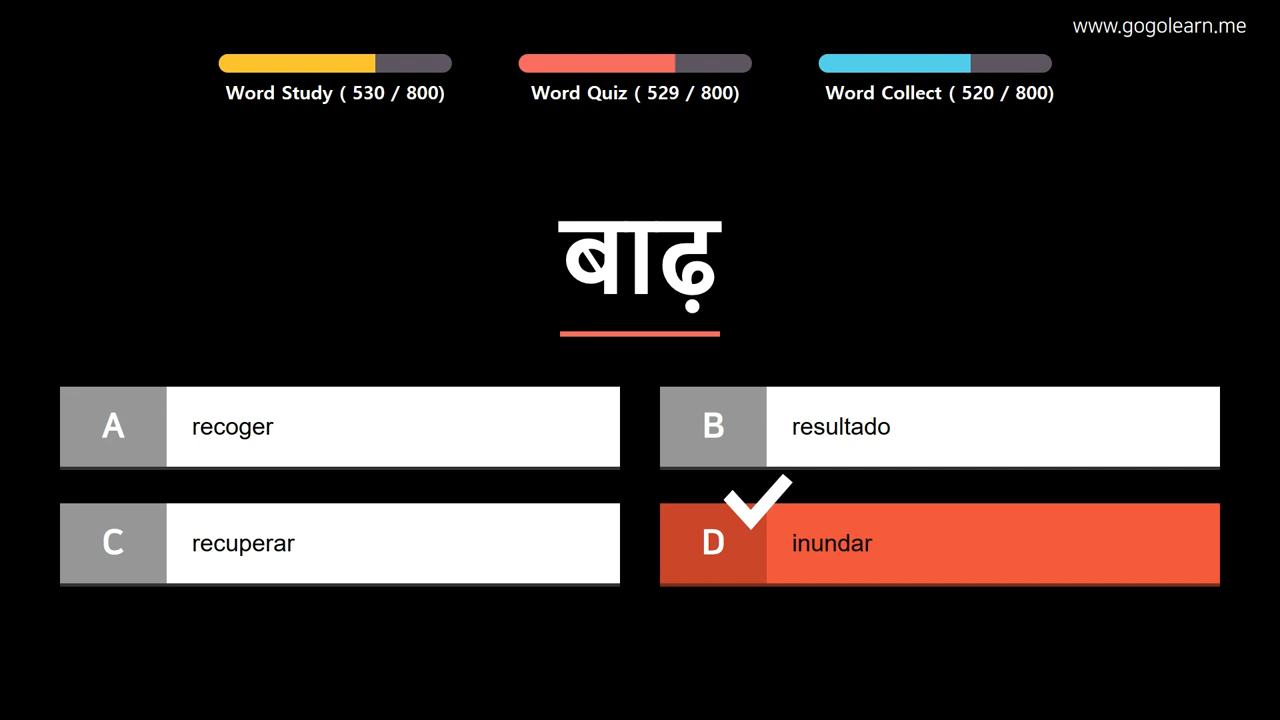 www.gogolearn.me
Word Study ( 530 / 800)
Word Quiz ( 529 / 800)
Word Collect ( 520 / 800)
बाढ़
A recoger
B resultado
C recuperar
D inundar